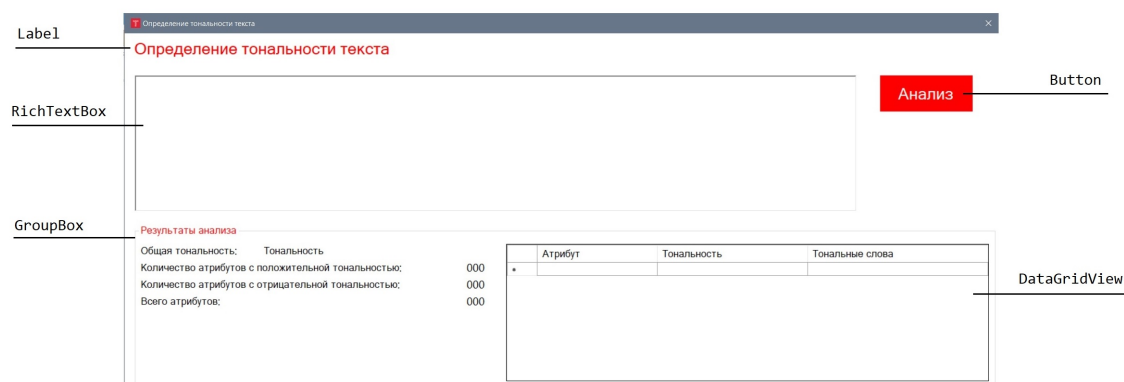 Определение тональности текста
Label
Определение тональности текста
Button
Анализ
RichTextBox
GroupBox
Результаты анализа
Общая тональность: Тональность
Атрибут Тональность Тональные слова
Количество атрибутов с положительной тональностью: 000
Количество атрибутов с отрицательной тональностью: 000
DataGridView
Всего атрибутов: 000